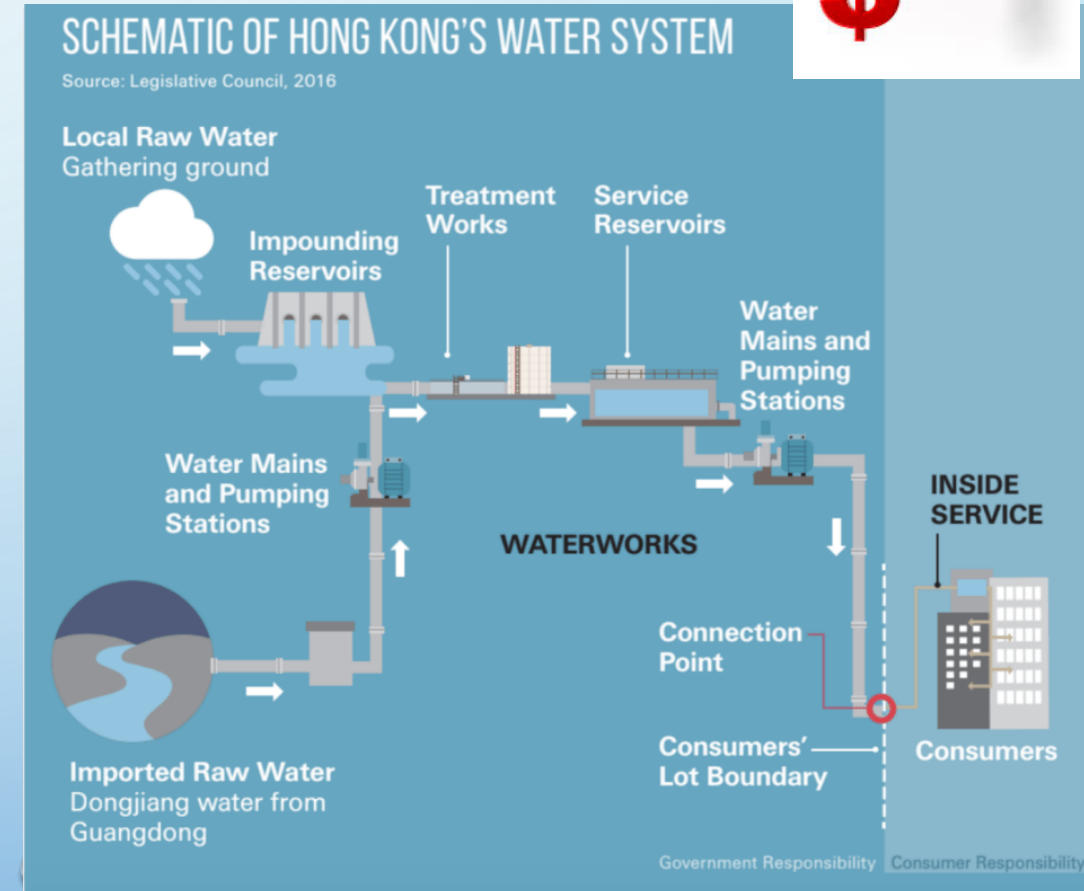 $
SCHEMATIC OF HONG KONG'S WATER SYSTEM
Source: Legislative Council, 2016
Local Raw Water
Gathering ground
Impounding
Reservoirs
Treatment
Works
Service
Reservoirs
Water
Mains and
Pumping
Stations
Water Mains
and Pumping
Stations
WATERWORKS
INSIDE
SERVICE
Connection
Point
Consumers'
Lot Boundary
Consumers
Imported Raw Water
Dongjiang water from
Guangdong
Government Responsibility
Consumer Responsibility